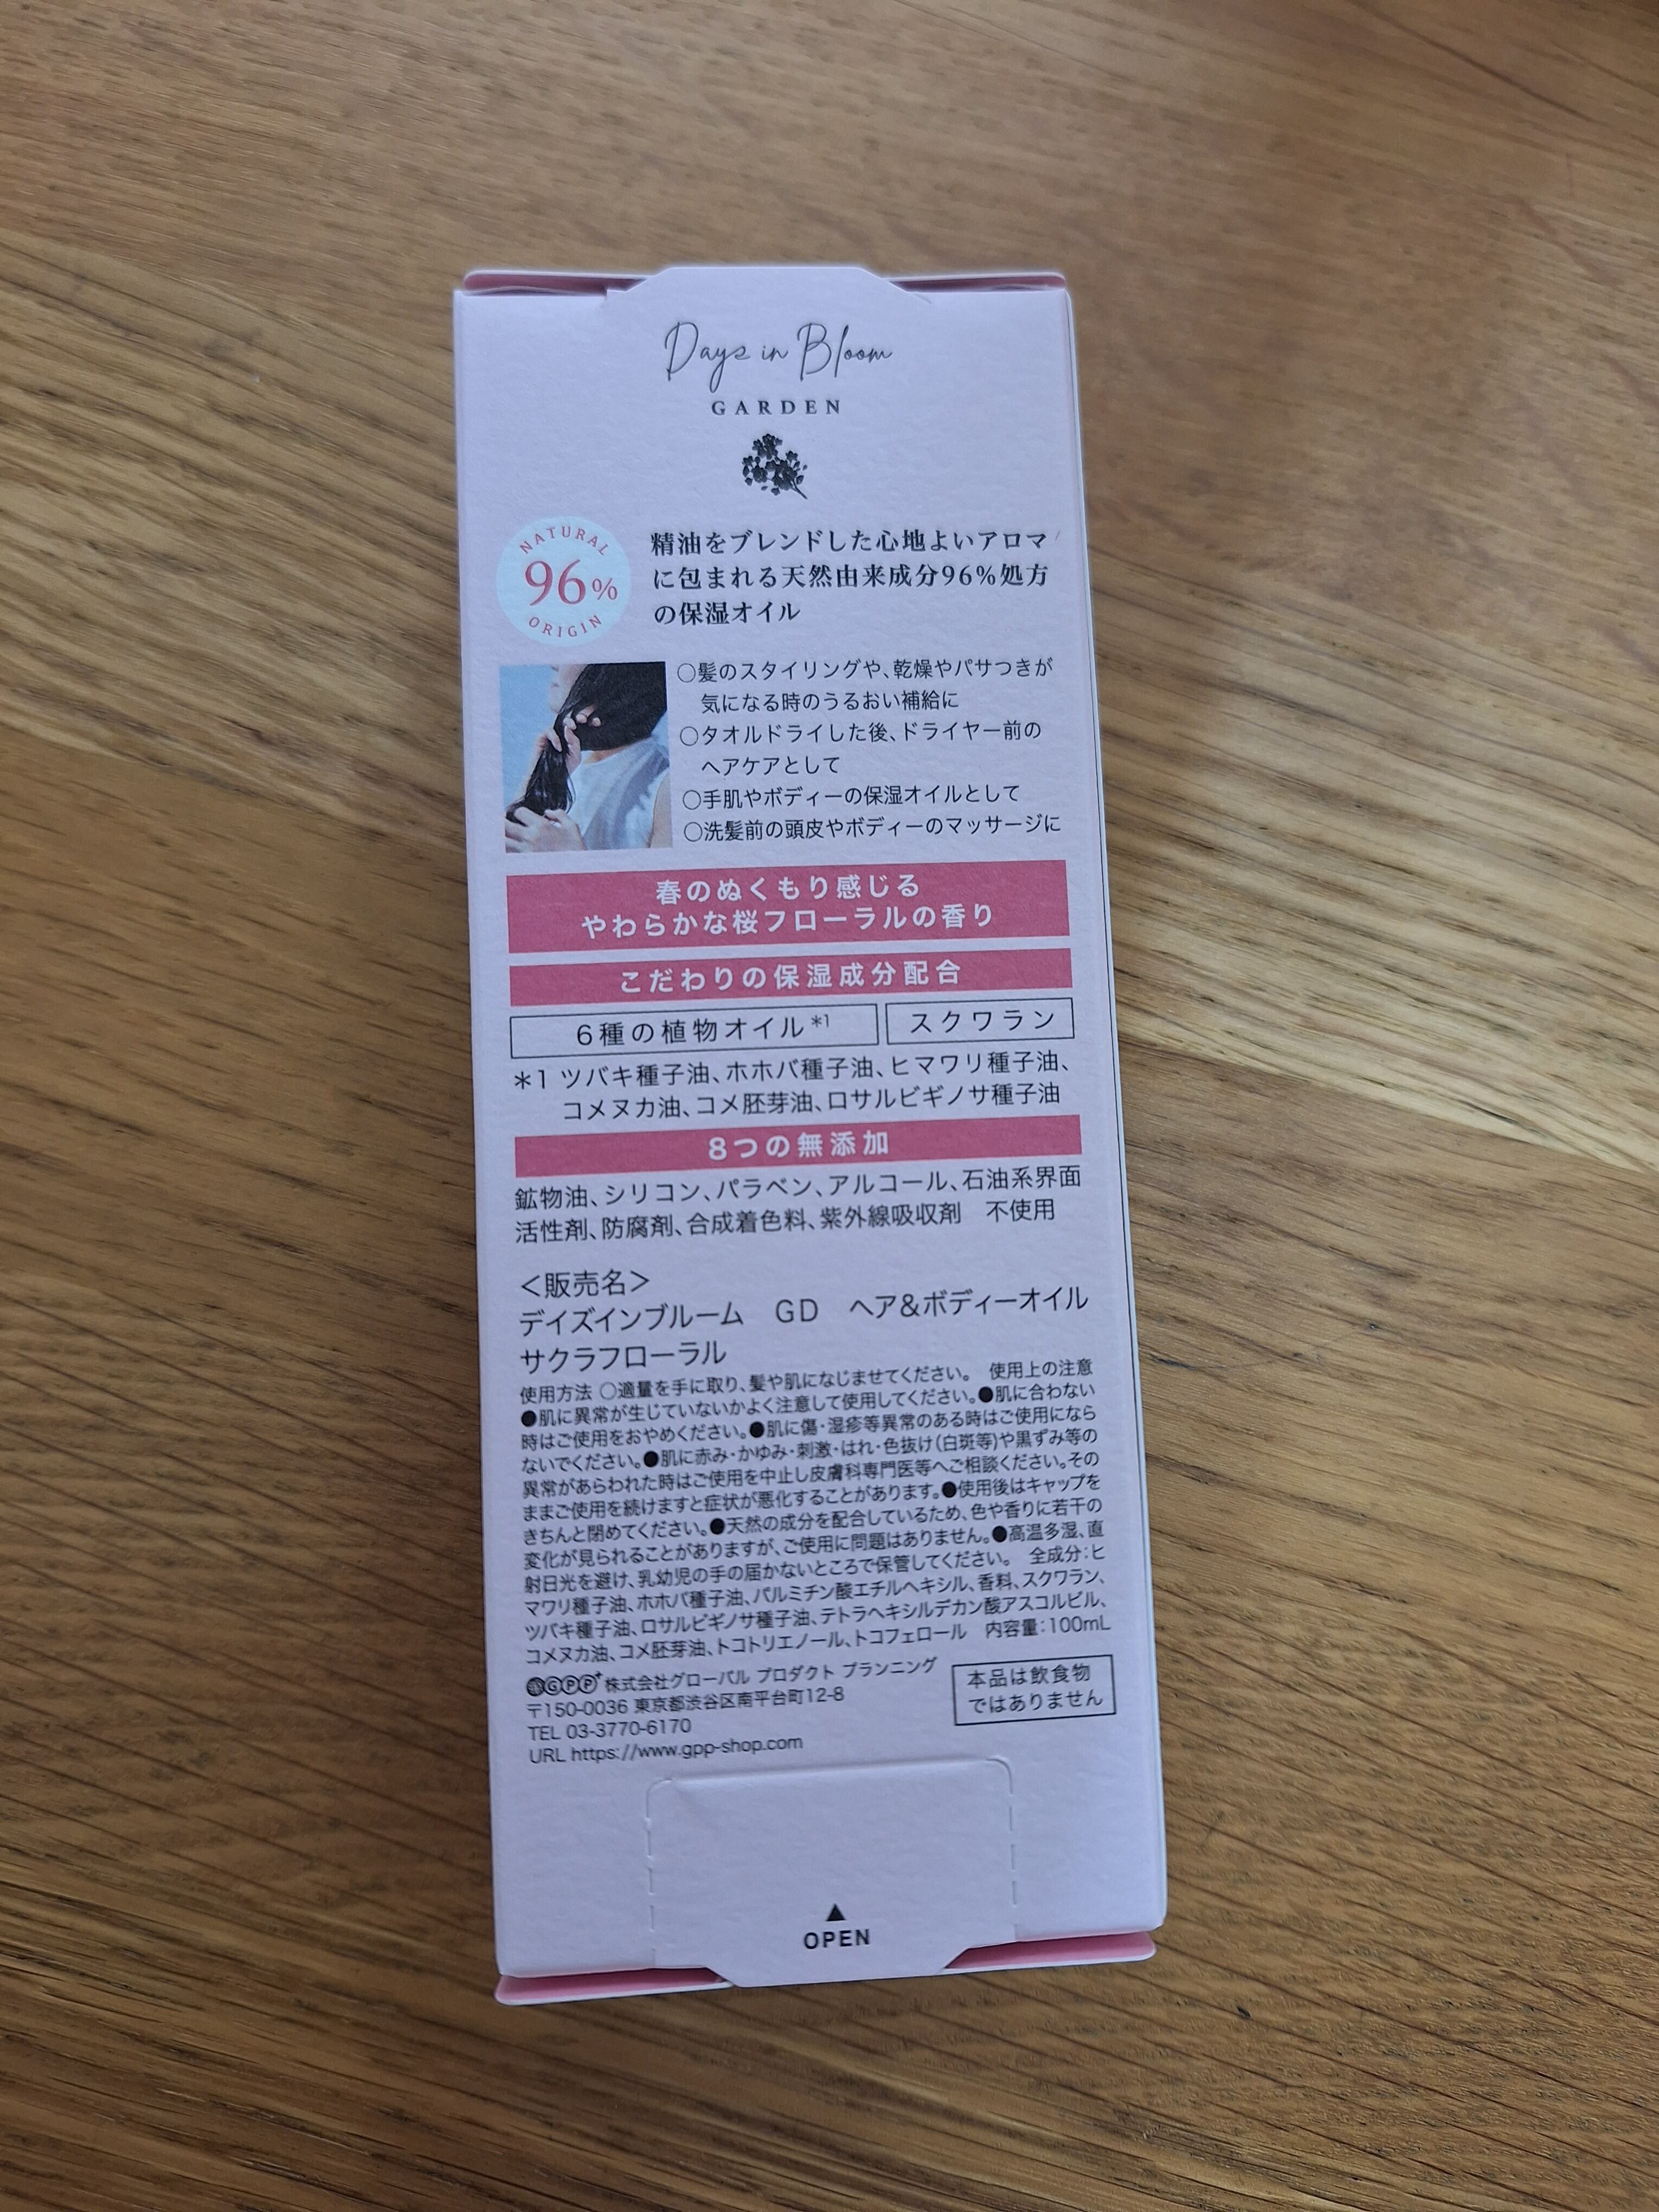 Days in Bloom
GARDEN
NATURAL
96%
ORIGIN
精油をブレンドした心地よいアロマ
に包まれる天然由来成分96%処方
の保湿オイル
○髪のスタイリングや、乾燥やパサつきが
気になる時のうるおい補給に
○タオルドライした後、ドライヤー前の
ヘアケアとして
○手肌やボディーの保湿オイルとして
○洗髪前の頭皮やボディーのマッサージに
春のぬくもり感じる
やわらかな桜フローラルの香り
こだわりの保湿成分配合
6種の植物オイル*1
スクワラン
*1 ツバキ種子油、ホホバ種子油、ヒマワリ種子油、
コメヌカ油、コメ胚芽油、ロサルビギノサ種子油
8つの無添加
鉱物油、シリコン、パラベン、アルコール、石油系界面
活性剤、防腐剤、合成着色料、紫外線吸収剤　不使用
<販売名>
デイズインブルーム　GD　ヘア&ボディーオイル
サクラフローラル
使用方法 ○適量を手に取り、髪や肌になじませてください。　使用上の注意
●肌に異常が生じていないかよく注意して使用してください。●肌に合わない
時はご使用をおやめください。●肌に傷・湿疹等異常のある時はご使用になら
ないでください。●肌に赤み・かゆみ・刺激・はれ・色抜け(白斑等)や黒ずみ等の
異常があらわれた時はご使用を中止し皮膚科専門医等へご相談ください。その
ままご使用を続けますと症状が悪化することがあります。●使用後はキャップを
きちんと閉めてください。●天然の成分を配合しているため、色や香りに若干の
変化が見られることがありますが、ご使用に問題はありません。●高温多湿、直
射日光を避け、乳幼児の手の届かないところで保管してください。　全成分:ヒ
マワリ種子油、ホホバ種子油、パルミチン酸エチルヘキシル、香料、スクワラン、
ツバキ種子油、ロサルビギノサ種子油、テトラヘキシルデカン酸アスコルビル、
コメヌカ油、コメ胚芽油、トコトリエノール、トコフェロール　内容量:100mL
GPP+ 株式会社グローバル プロダクト プランニング
〒150-0036 東京都渋谷区南平台町12-8
TEL 03-3770-6170
URL https://www.gpp-shop.com
本品は飲食物
ではありません
▲
OPEN